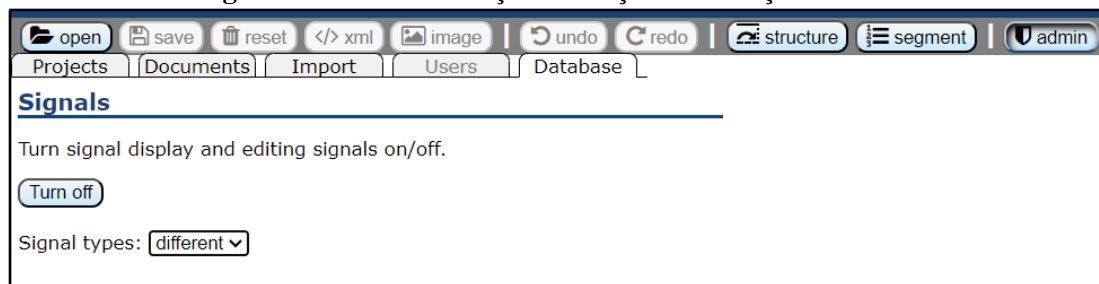 open save reset </> xml image undo redo structure segment admin
Projects Documents Import Users Database
Signals
Turn signal display and editing signals on/off.
Turn off
Signal types: different